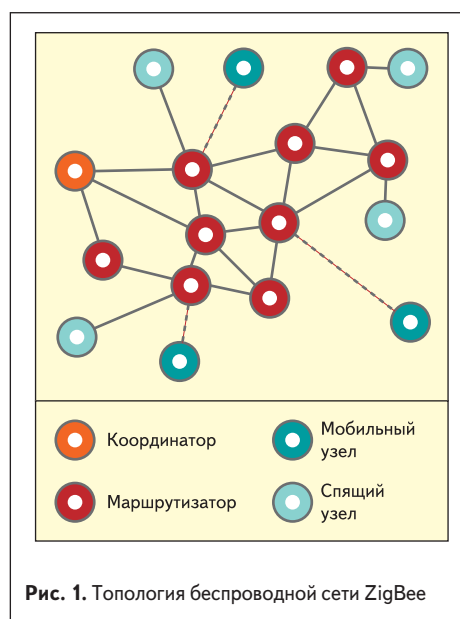 Координатор
Маршрутизатор
Мобильный
узел
Спящий
узел
Рис. 1. Топология беспроводной сети ZigBee